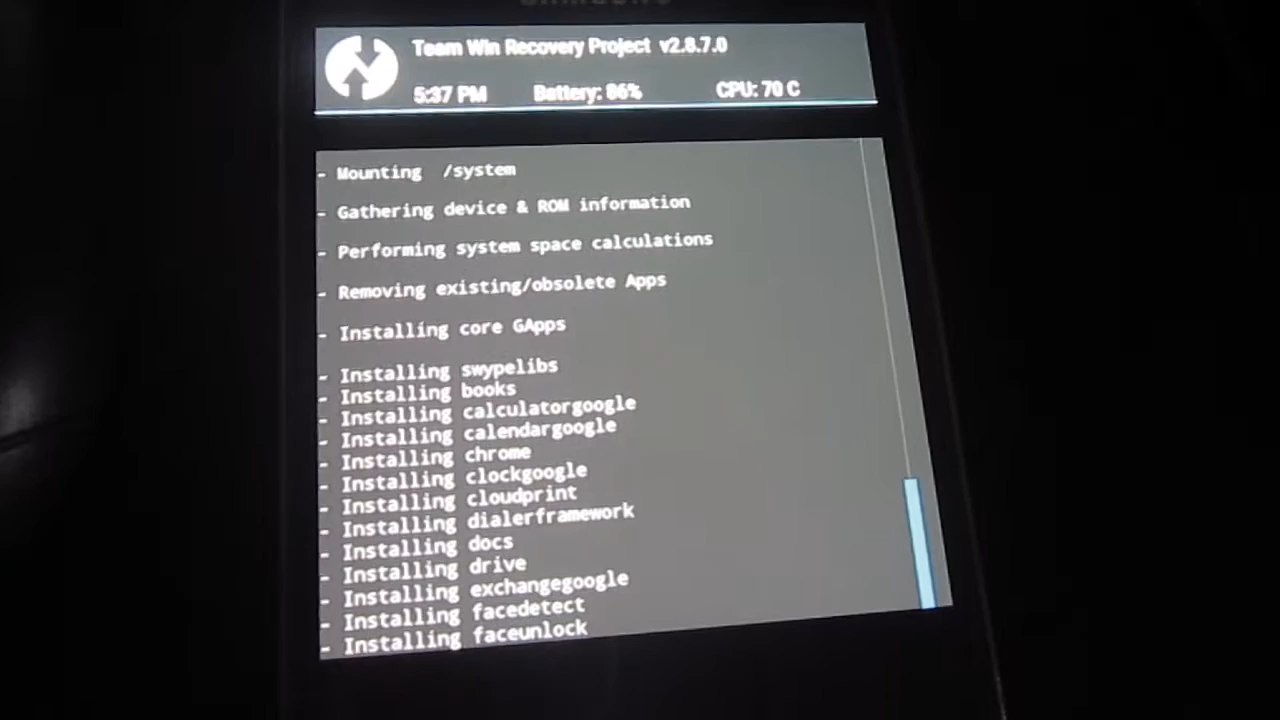 Team Win Recovery Project v2.8.7.0
5:37 PM Battery: 86% CPU: 70 C
- Mounting /system
- Gathering device & ROM information
- Performing system space calculations
- Removing existing/obsolete Apps
- Installing core GApps
- Installing swypelibs
- Installing books
- Installing calculatorgoogle
- Installing calendargoogle
- Installing chrome
- Installing clockgoogle
- Installing cloudprint
- Installing dialerframework
- Installing docs
- Installing drive
- Installing exchangegoogle
- Installing facedetect
- Installing faceunlock